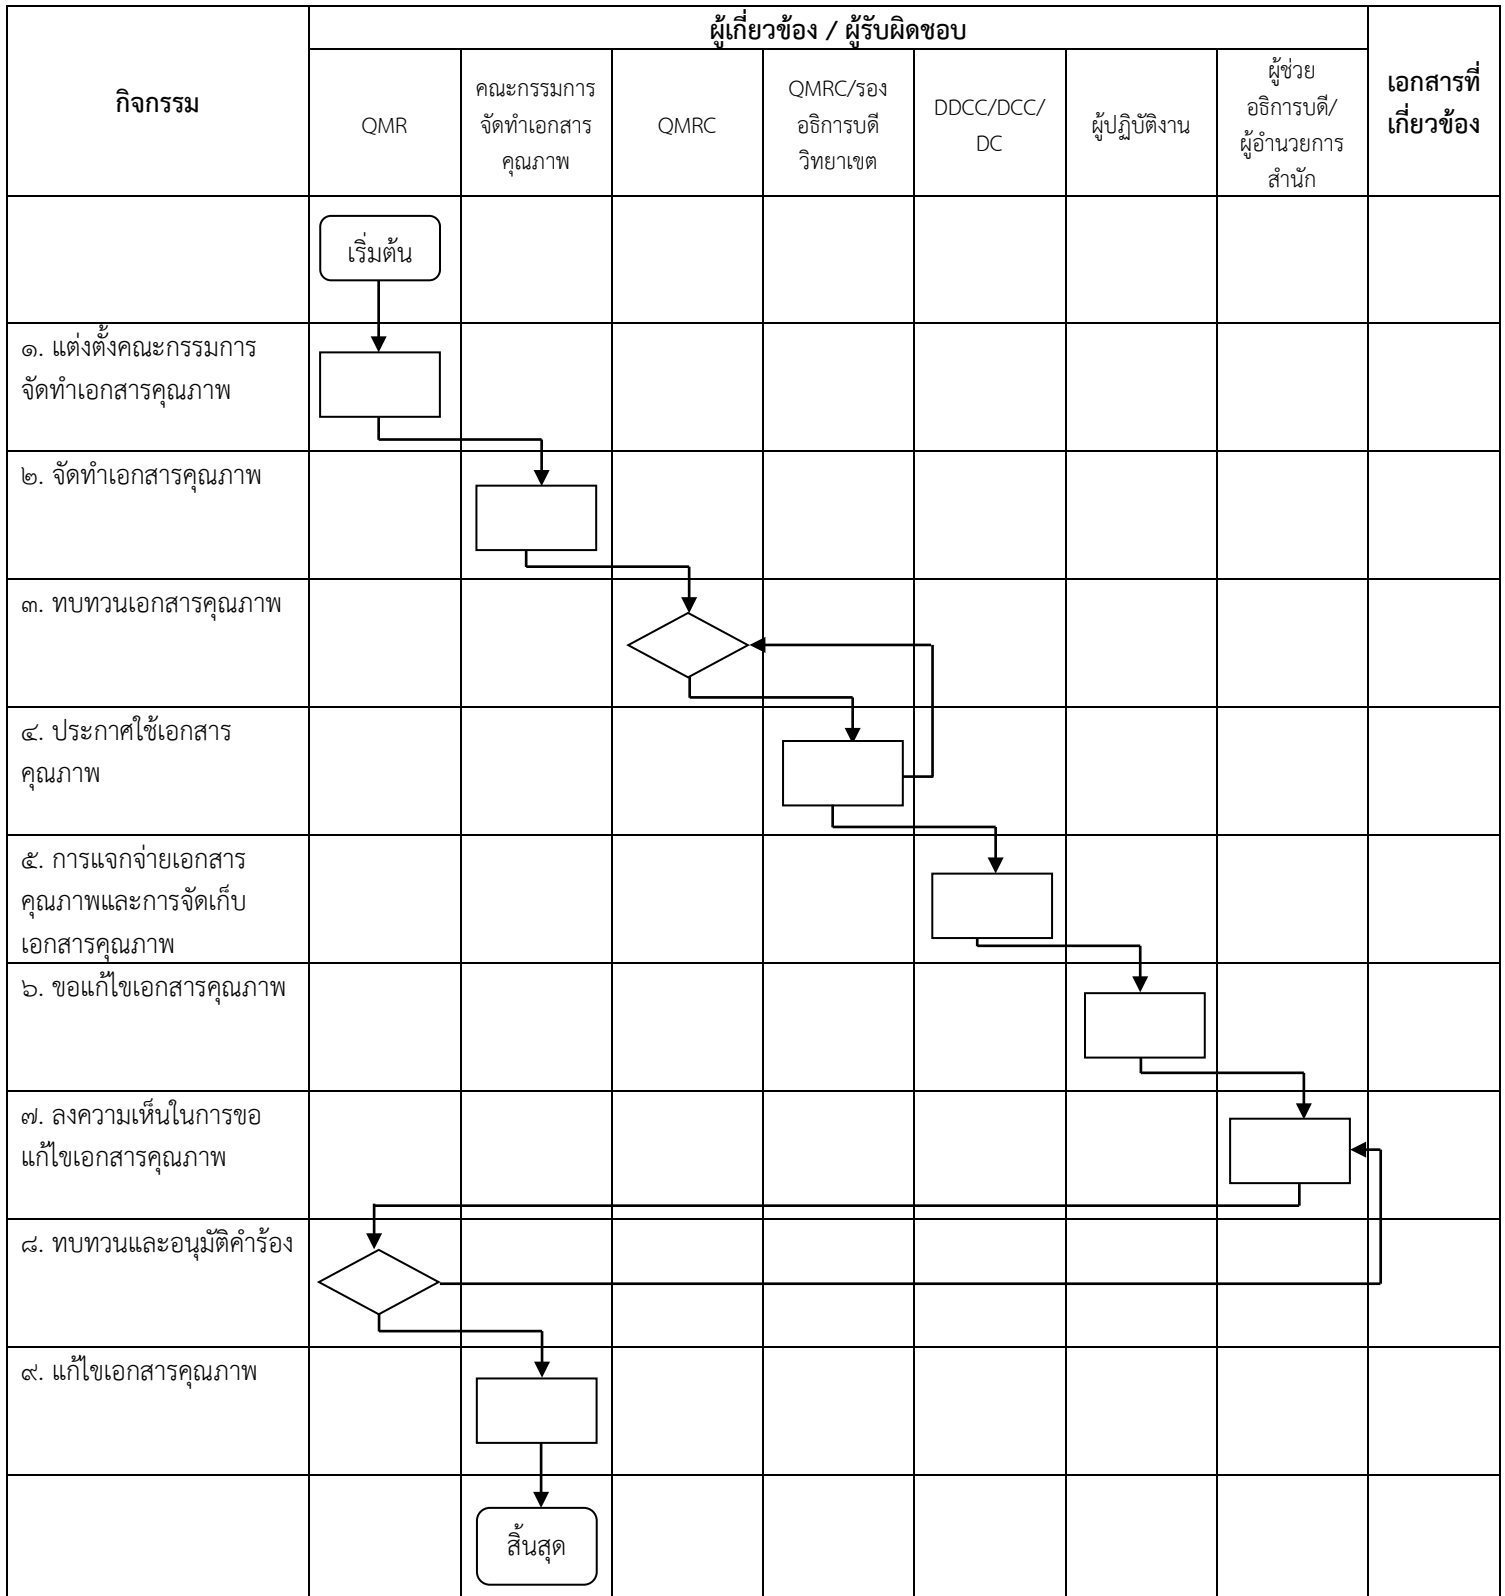 ผู้เกี่ยวข้อง / ผู้รับผิดชอบ
กิจกรรม
QMR
คณะกรรมการ
จัดทำเอกสาร
คุณภาพ
QMRC
QMRC/รอง
อธิการบดี
วิทยาเขต
DDCC/DCC/
DC
ผู้ปฏิบัติงาน
ผู้ช่วย
อธิการบดี/
ผู้อำนวยการ
สำนัก
เอกสารที่
เกี่ยวข้อง
เริ่มต้น
๑. แต่งตั้งคณะกรรมการ
จัดทำเอกสารคุณภาพ
๒. จัดทำเอกสารคุณภาพ
๓. ทบทวนเอกสารคุณภาพ
๔. ประกาศใช้เอกสาร
คุณภาพ
๕. การแจกจ่ายเอกสาร
คุณภาพและการจัดเก็บ
เอกสารคุณภาพ
๖. ขอแก้ไขเอกสารคุณภาพ
๗. ลงความเห็นในการขอ
แก้ไขเอกสารคุณภาพ
๘. ทบทวนและอนุมัติคำร้อง
๙. แก้ไขเอกสารคุณภาพ
สิ้นสุด